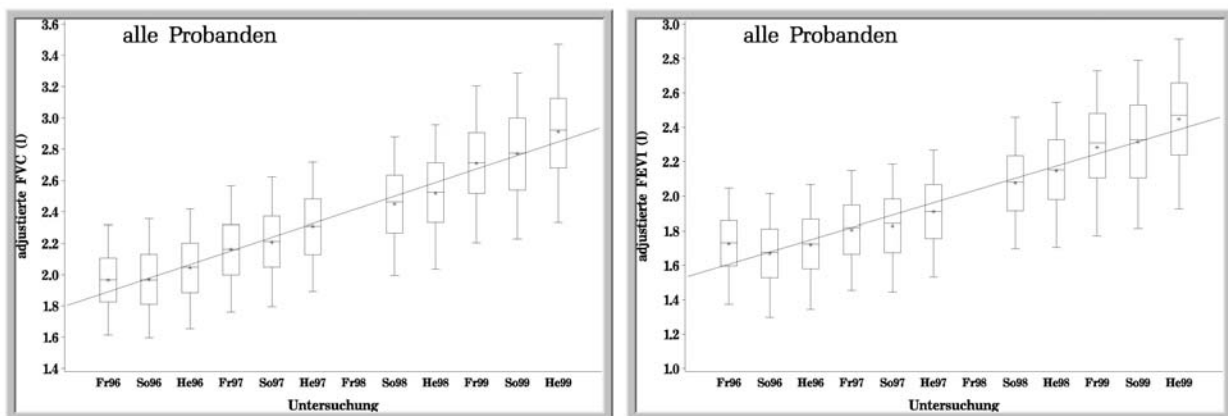 alle Probanden
adjustierte FVC (l)
3.6
3.4
3.2
3.0
2.8
2.6
2.4
2.2
2.0
1.8
1.6
1.4
Fr96 So96 He96 Fr97 So97 He97 Fr98 So98 He98 Fr99 So99 He99
Untersuchung
alle Probanden
adjustierte FEV1 (l)
3.0
2.8
2.6
2.4
2.2
2.0
1.8
1.6
1.4
1.2
1.0
Fr96 So96 He96 Fr97 So97 He97 Fr98 So98 He98 Fr99 So99 He99
Untersuchung